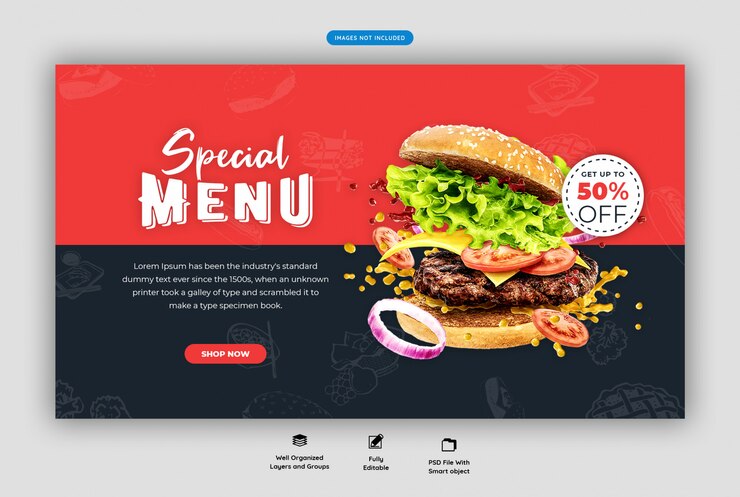 IMAGES NOT INCLUDED
Special
MENU
GET UP TO
50%
OFF
Lorem Ipsum has been the industry's standard
dummy text ever since the 1500s, when an unknown
printer took a galley of type and scrambled it to
make a type specimen book.
SHOP NOW
Well Organized
Layers and Groups
Fully
Editable
PSD File With
Smart object